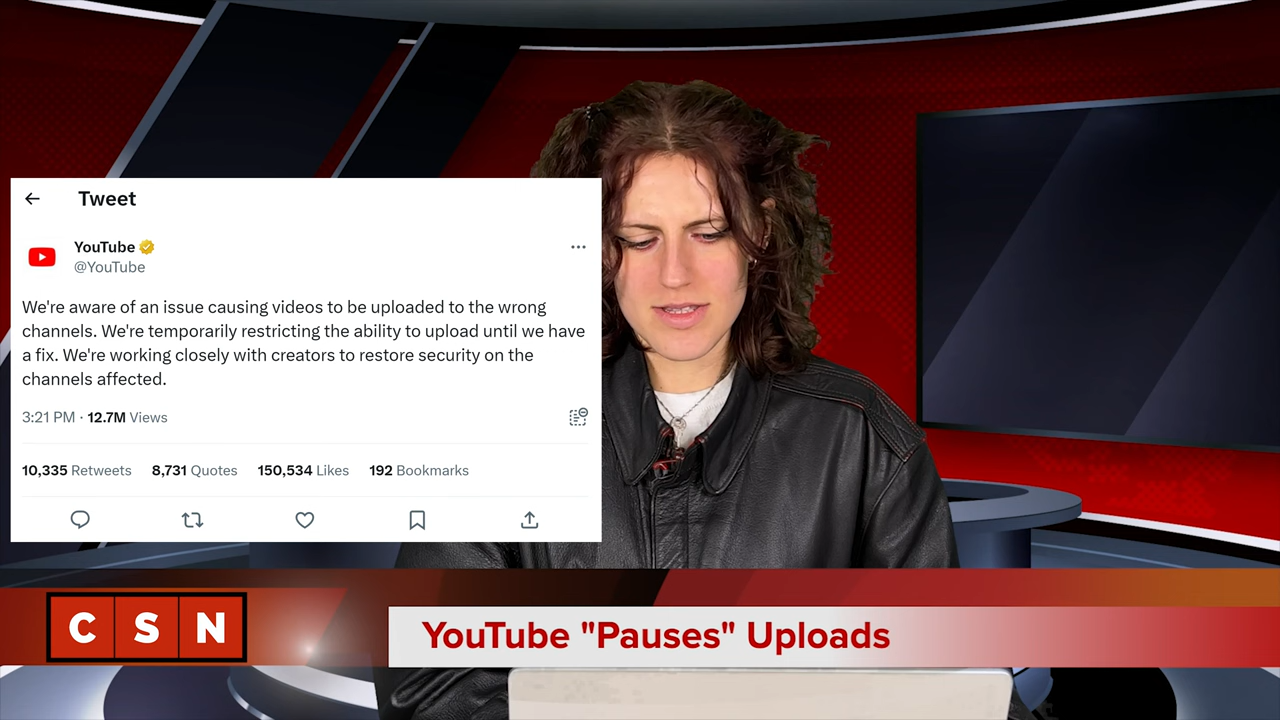 Tweet
YouTube
@YouTube
We're aware of an issue causing videos to be uploaded to the wrong
channels. We're temporarily restricting the ability to upload until we have
a fix. We're working closely with creators to restore security on the
channels affected.
3:21 PM · 12.7M Views
10,335 Retweets 8,731 Quotes 150,534 Likes 192 Bookmarks
CSN
YouTube "Pauses" Uploads